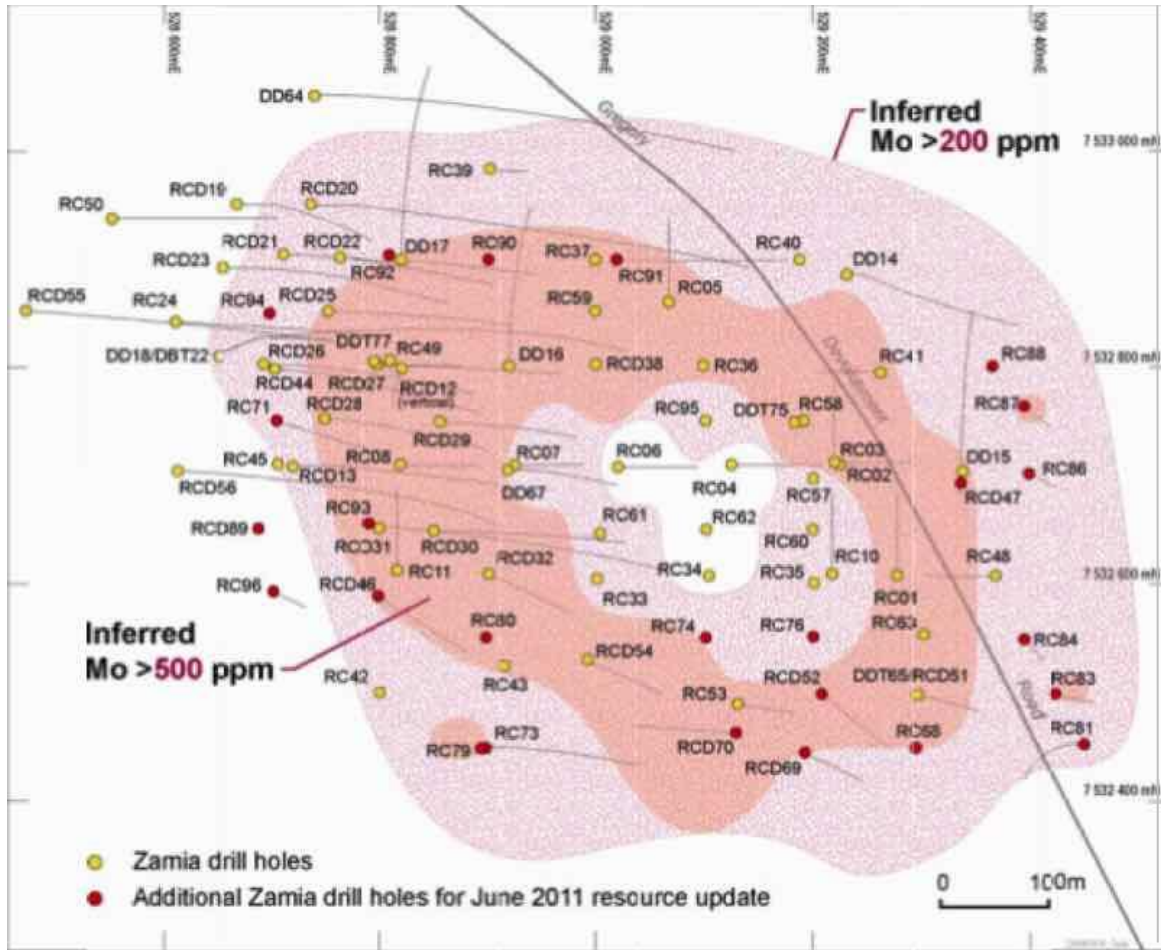 528 600mE
528 800mE
529 000mE
529 200mE
529 400mE
DD64
Gregory
Inferred
Mo >200 ppm
7 533 000 mN
RC39
RCD19
RCD20
RC50
RCD21
RCD22
DD17
RC90
RC37
RC40
RCD23
RC92
RC91
DD14
RCD55
RC24
RC94
RCD25
RC59
RC05
DDT77
RC49
DD18/DBT22
RCD26
DD16
RCD38
RC36
RC41
RC88
7 532 800 mN
RCD44
RCD27
RCD12
(vertical)
Development
RC87
RC71
RCD28
RC95
DDT75
RC58
RCD29
RC07
RC06
RC03
DD15
RC86
RC45
RCD13
RC08
RC04
RC02
RCD56
DD67
RC57
RCD47
RC93
RC61
RC62
RCD89
RCD31
RCD30
RCD32
RC60
RC10
RC48
RC96
RCD46
RC11
RC34
RC35
7 532 600 mN
RC33
RC01
Inferred
Mo >500 ppm
RC80
RC74
RC76
RC63
RC84
RCD54
RC42
RC43
RC53
RCD52
DDT65/RCD51
RC83
Road
RC79
RC73
RCD70
RCD69
RC68
RC81
7 532 400 mN
Zamia drill holes
Additional Zamia drill holes for June 2011 resource update
0 100m